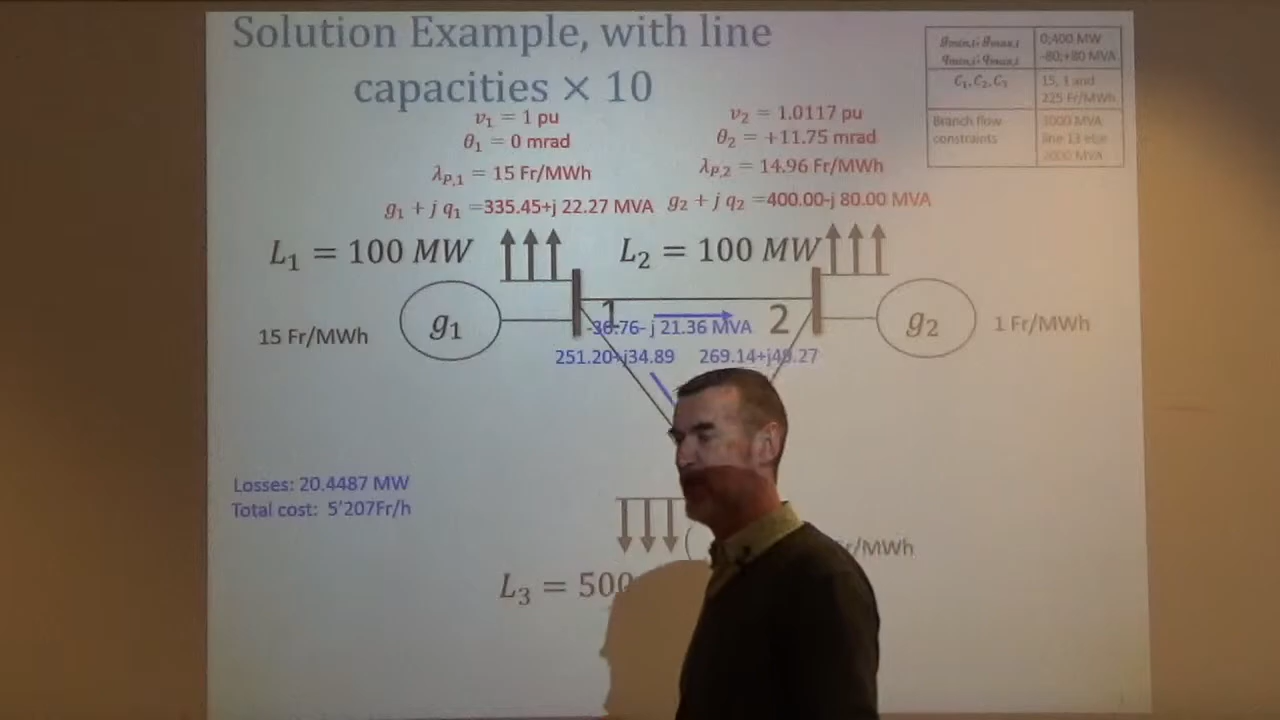 Solution Example, with line
capacities × 10
g_min,i; g_max,i 0;400 MW
q_min,i; q_max,i -80;+80 MVA
C₁, C₂, C₃ 15, 1 and
225 Fr/MWh
Branch flow constraints 3000 MVA
line 13 else
2000 MVA
v₁ = 1 pu
θ₁ = 0 mrad
λ_P,1 = 15 Fr/MWh
g₁ + j q₁ =335.45+j 22.27 MVA
v₂ = 1.0117 pu
θ₂ = +11.75 mrad
λ_P,2 = 14.96 Fr/MWh
g₂ + j q₂ =400.00-j 80.00 MVA
L₁ = 100 MW
L₂ = 100 MW
15 Fr/MWh
g₁
1
2
g₂
1 Fr/MWh
-36.76- j 21.36 MVA
251.20+j34.89
269.14+j49.27
Losses: 20.4487 MW
Total cost: 5'207Fr/h
Fr/MWh
L₃ = 500